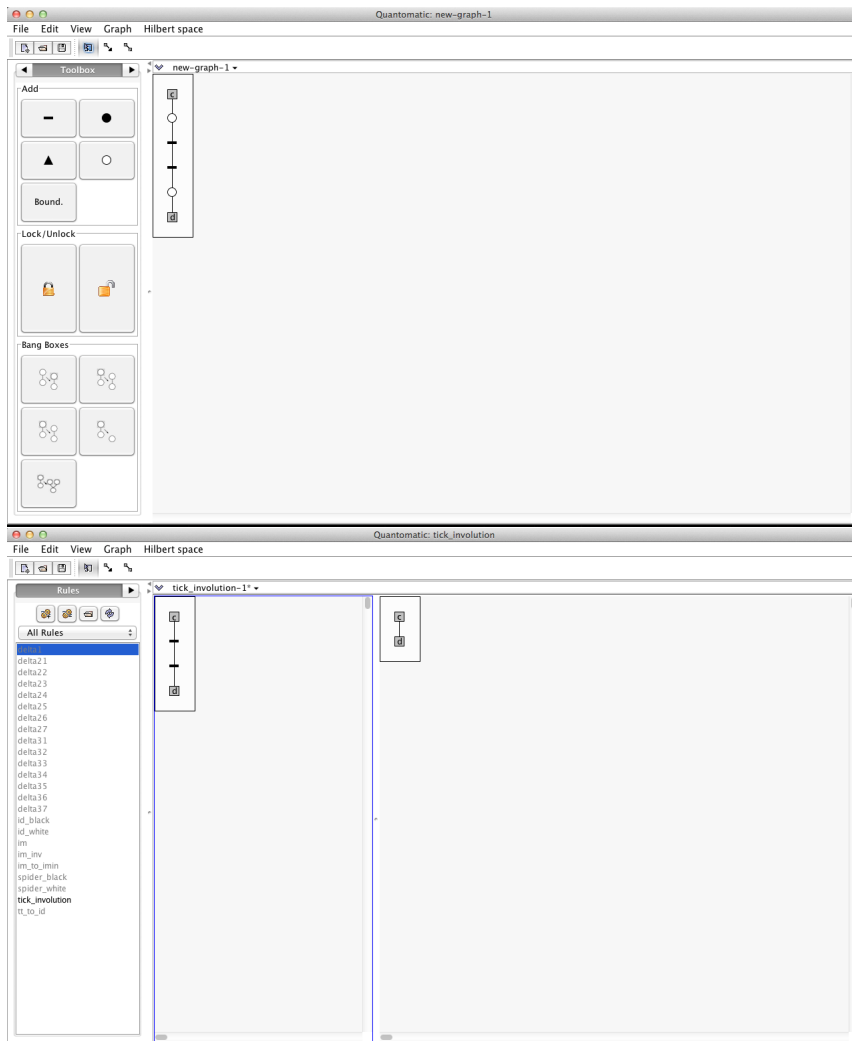 Quantomatic: new-graph-1
File Edit View Graph Hilbert space
Toolbox
new-graph-1
Add
Bound.
Lock/Unlock
Bang Boxes
c
d
Quantomatic: tick_involution
File Edit View Graph Hilbert space
Rules
tick_involution-1*
All Rules
delta1
delta21
delta22
delta23
delta24
delta25
delta26
delta27
delta31
delta32
delta33
delta34
delta35
delta36
delta37
id_black
id_white
im
im_inv
im_to_imin
spider_black
spider_white
tick_involution
tt_to_id
c
d
c
d